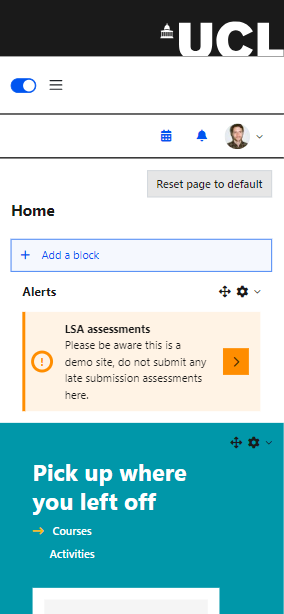 UCL
Reset page to default
Home
Add a block
Alerts
LSA assessments
Please be aware this is a
demo site, do not submit any
late submission assessments
here.
Pick up where
you left off
Courses
Activities